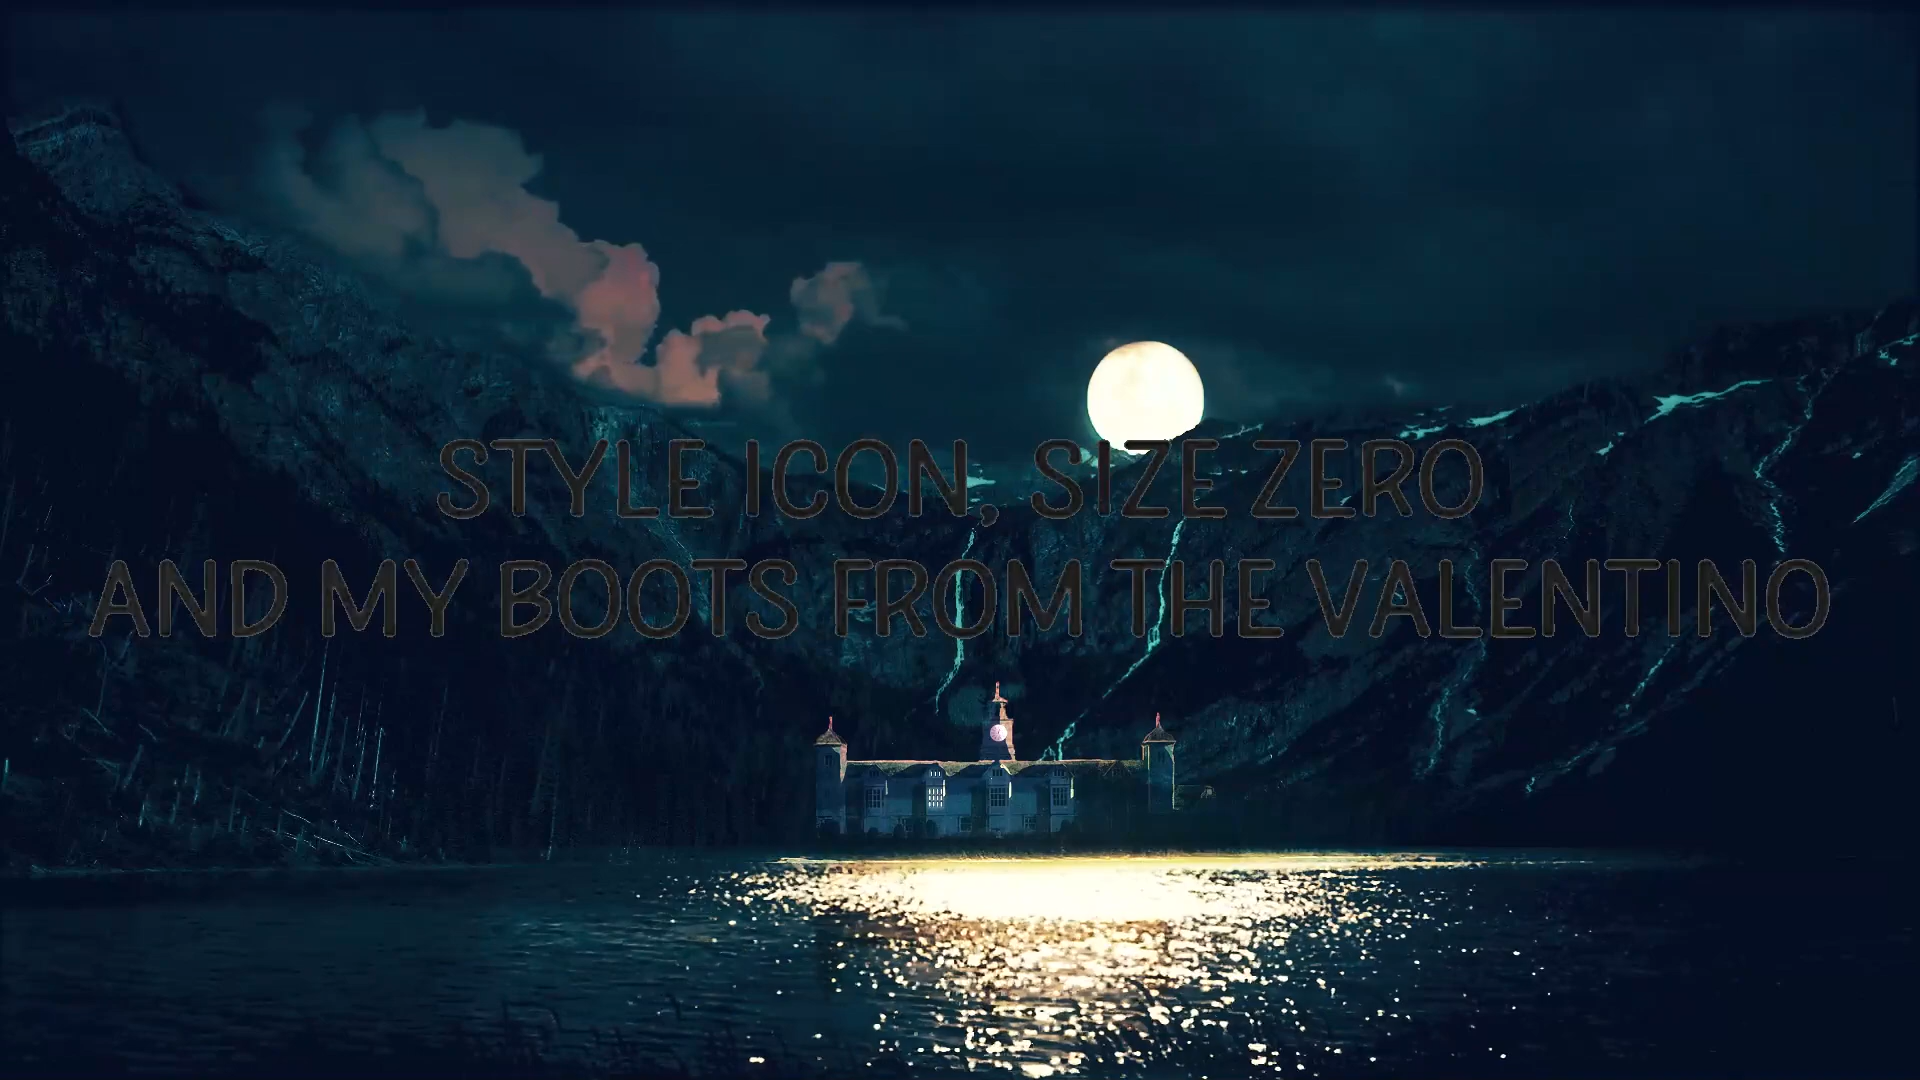 STYLE ICON, SIZE ZERO
AND MY BOOTS FROM THE VALENTINO